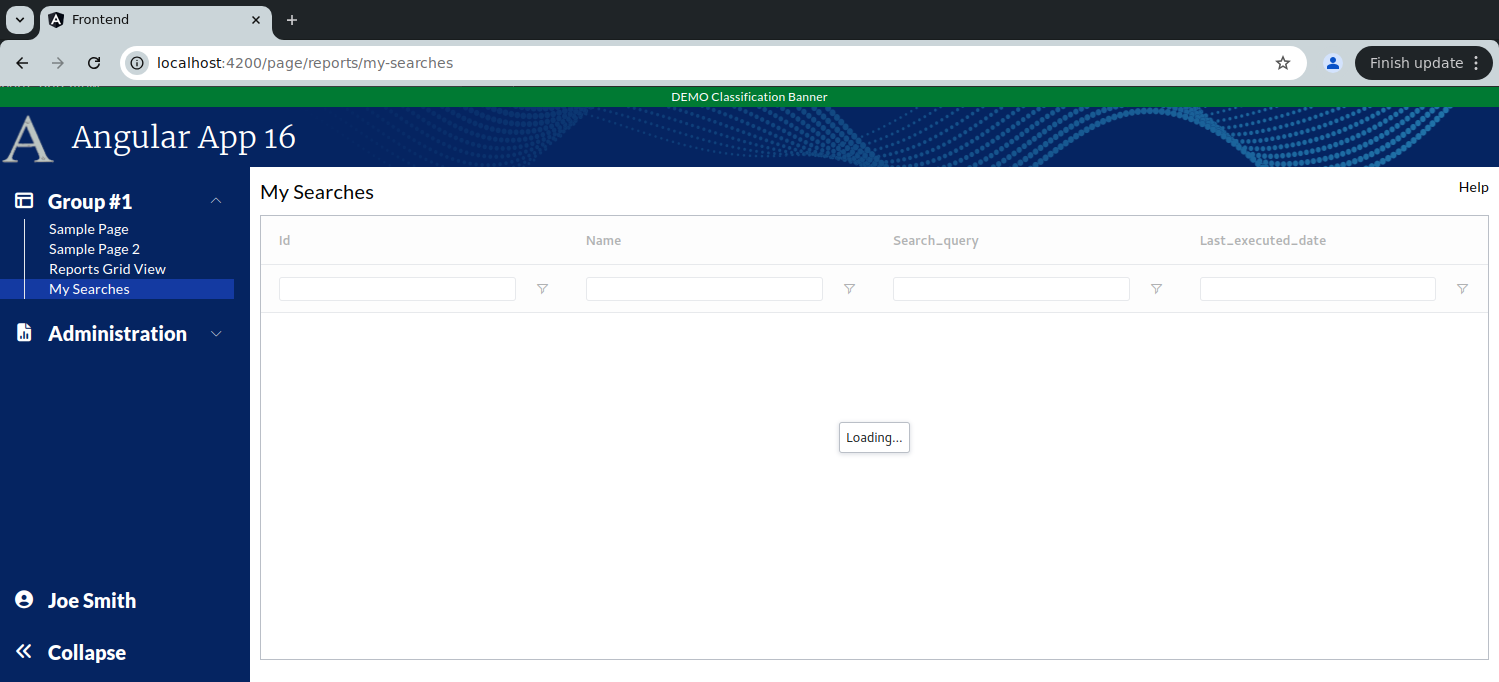 Frontend
localhost:4200/page/reports/my-searches
Finish update
DEMO Classification Banner
A Angular App 16
Group #1
Sample Page
Sample Page 2
Reports Grid View
My Searches
Administration
Joe Smith
Collapse
My Searches
Help
Id Name Search_query Last_executed_date
Loading...